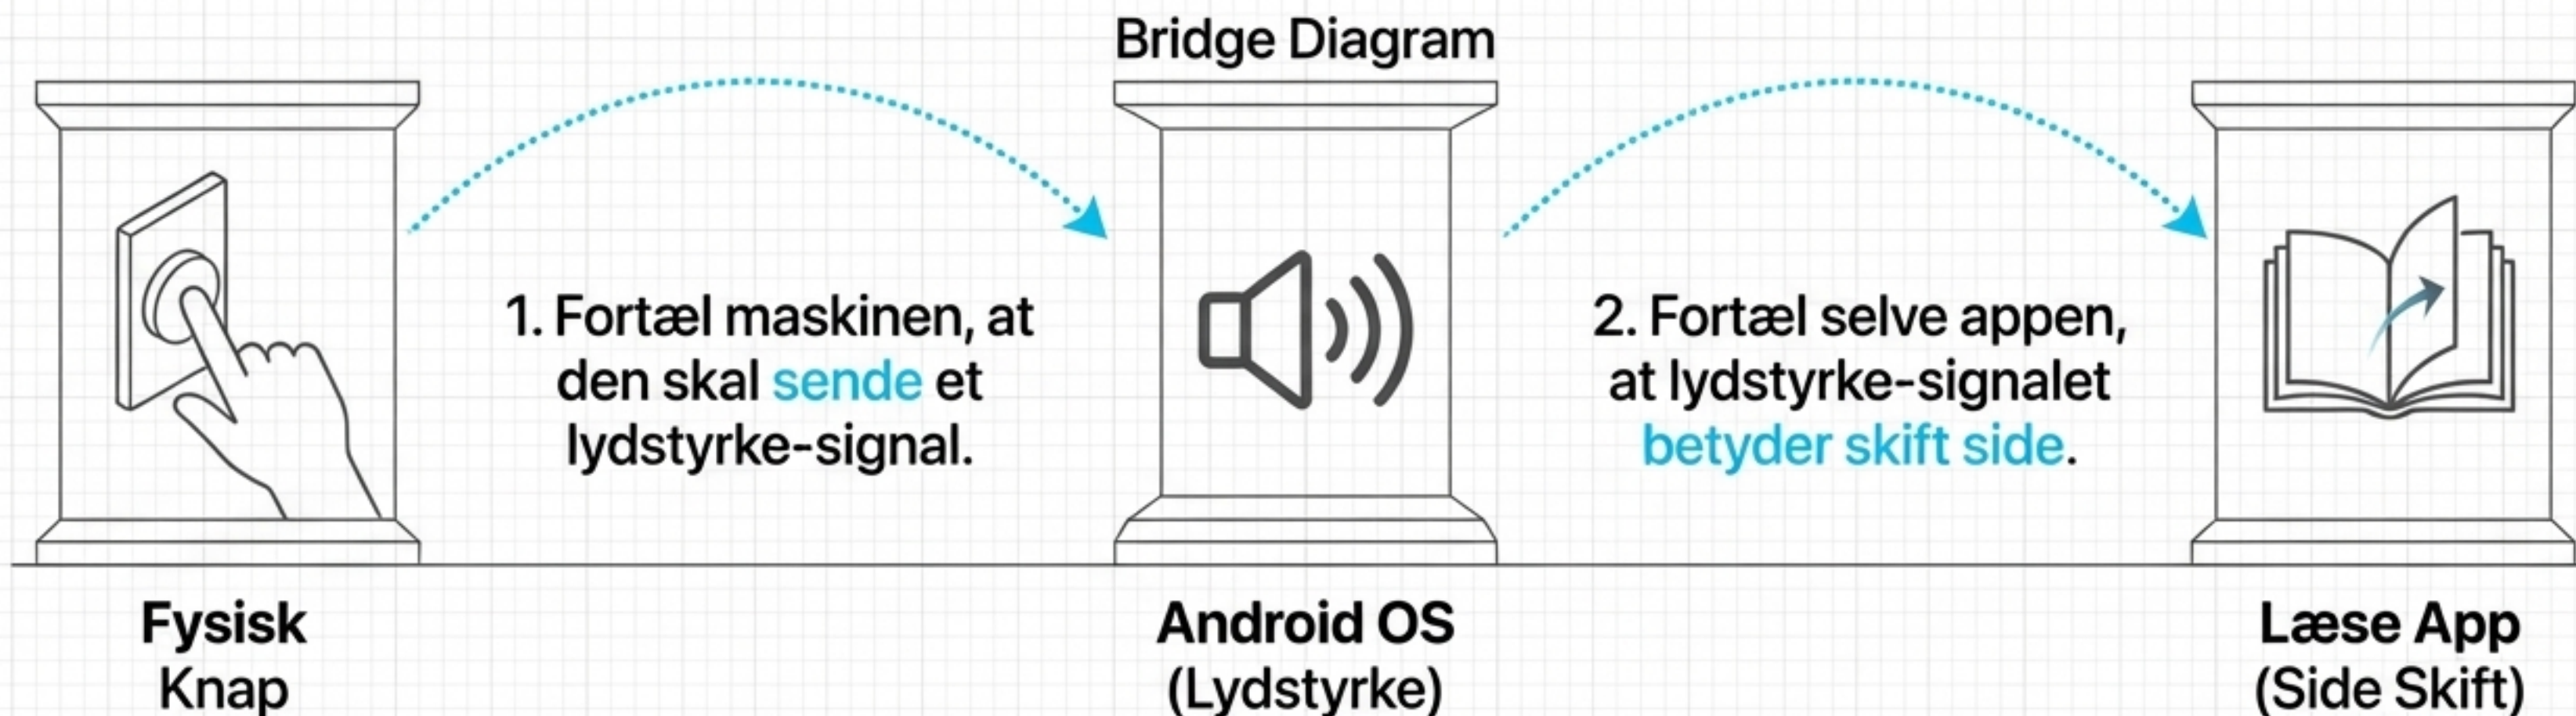 Bridge Diagram
1. Fortæl maskinen, at
den skal sende et
lydstyrke-signal.
2. Fortæl selve appen,
at lydstyrke-signalet
betyder skift side.
Fysisk
Knap
Android OS
(Lydstyrke)
Læse App
(Side Skift)